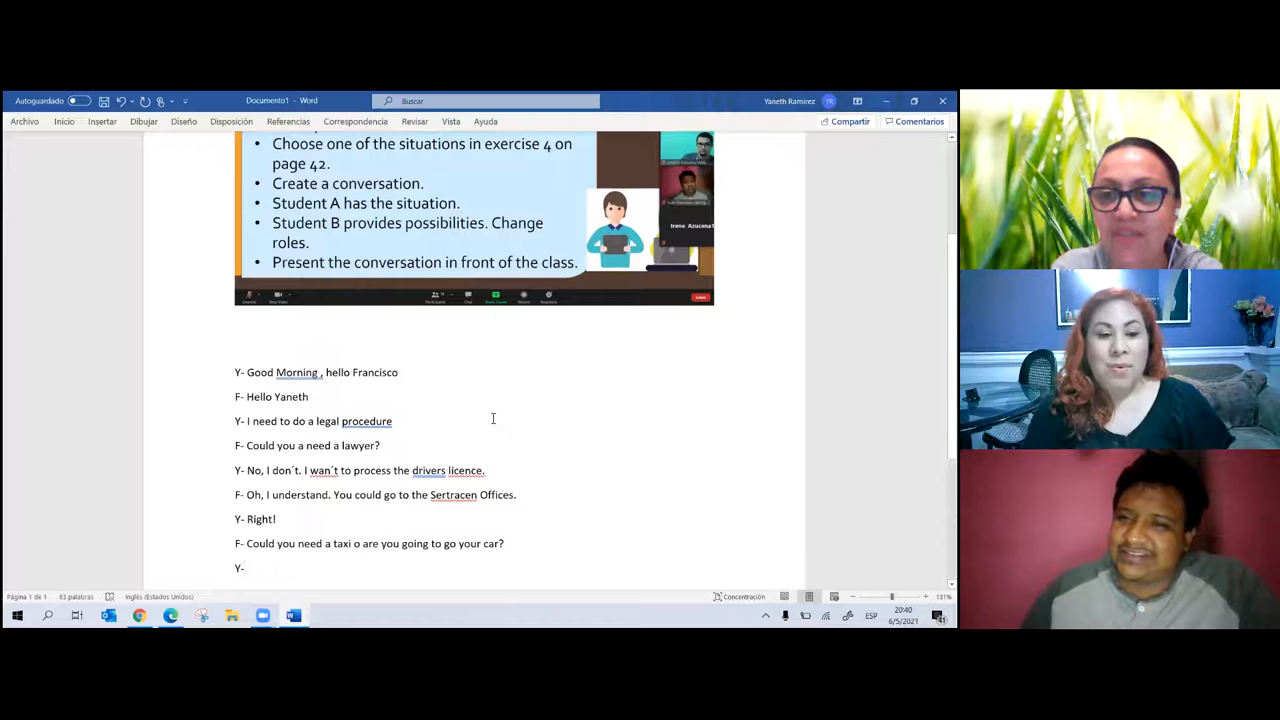 Autoguardado
Documento1 - Word
Buscar
Yaneth Ramirez
YR
Archivo
Inicio
Insertar
Dibujar
Diseño
Disposición
Referencias
Correspondencia
Revisar
Vista
Ayuda
Compartir
Comentarios
• Choose one of the situations in exercise 4 on
page 42.
• Create a conversation.
• Student A has the situation.
• Student B provides possibilities. Change
roles.
• Present the conversation in front of the class.
Y- Good Morning , hello Francisco
F- Hello Yaneth
Y- I need to do a legal procedure
F- Could you a need a lawyer?
Y- No, I don´t. I wan´t to process the drivers licence.
F- Oh, I understand. You could go to the Sertracen Offices.
Y- Right!
F- Could you need a taxi o are you going to go your car?
Y-
Página 1 de 1
63 palabras
Inglés (Estados Unidos)
Concentración
131%
ESP
20:40
6/5/2021